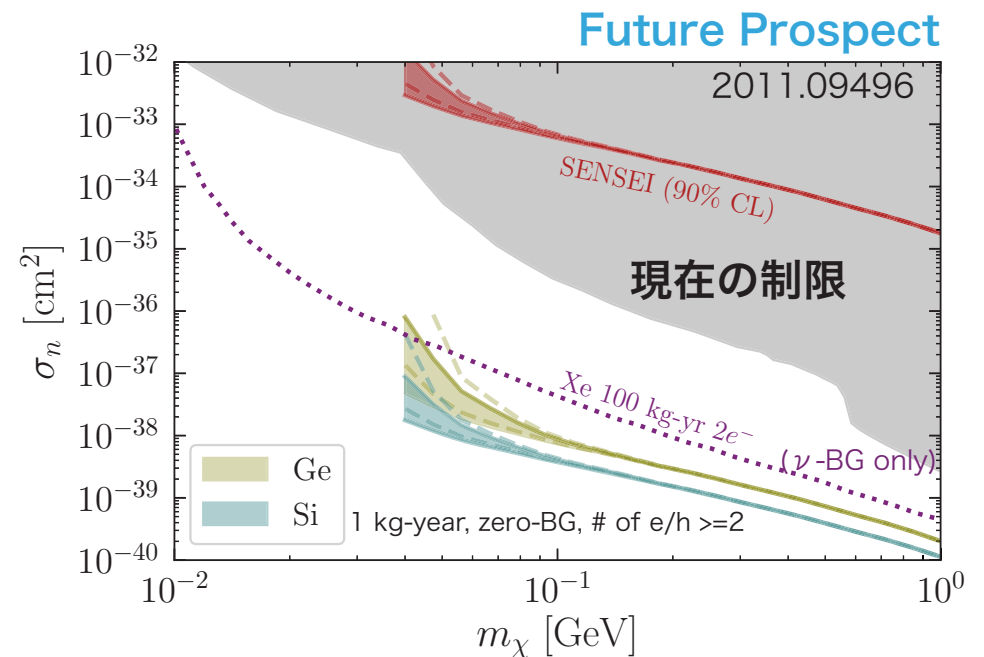 Future Prospect
2011.09496
10⁻³²
10⁻³³
10⁻³⁴
10⁻³⁵
10⁻³⁶
10⁻³⁷
10⁻³⁸
10⁻³⁹
10⁻⁴⁰
σₙ [cm²]
SENSEI (90% CL)
現在の制限
Xe 100 kg-yr 2e⁻
(ν-BG only)
Ge
Si
1 kg-year, zero-BG, # of e/h >=2
10⁻²
10⁻¹
10⁰
mᵪ [GeV]